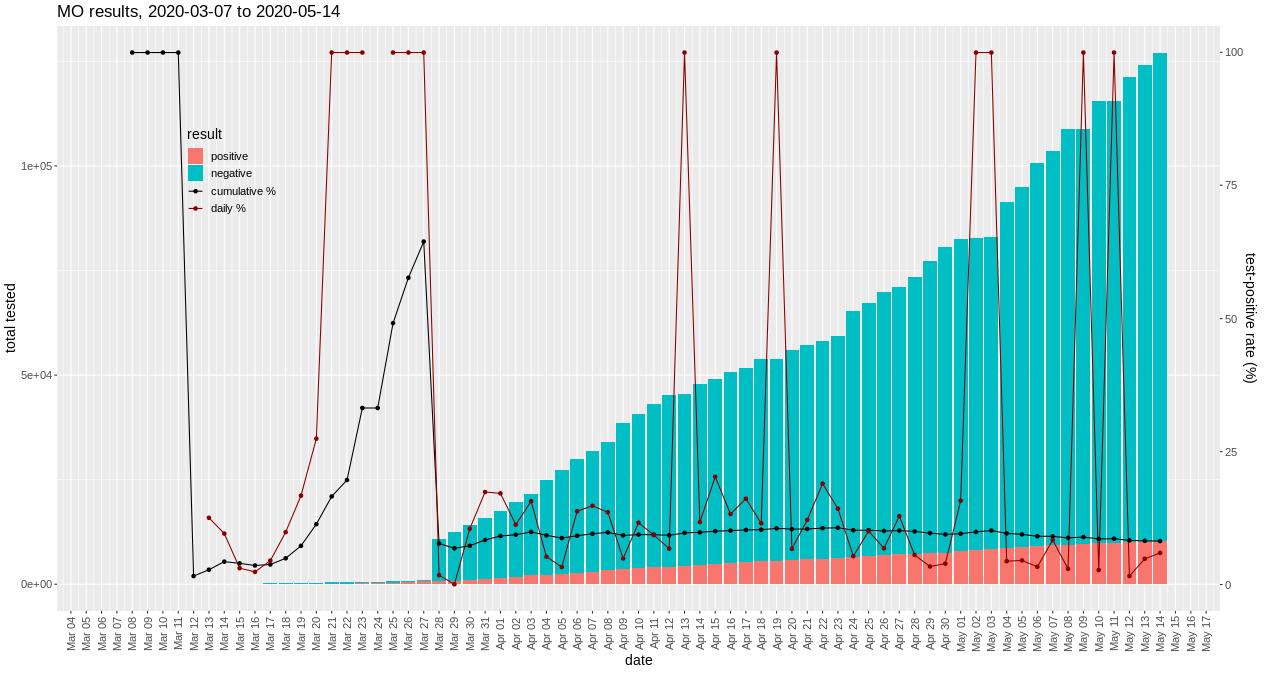 MO results, 2020-03-07 to 2020-05-14
total tested
1e+05
5e+04
0e+00
result
positive
negative
cumulative %
daily %
100
75
50
25
0
test-positive rate (%)
Mar 04
Mar 05
Mar 06
Mar 07
Mar 08
Mar 09
Mar 10
Mar 11
Mar 12
Mar 13
Mar 14
Mar 15
Mar 16
Mar 17
Mar 18
Mar 19
Mar 20
Mar 21
Mar 22
Mar 23
Mar 24
Mar 25
Mar 26
Mar 27
Mar 28
Mar 29
Mar 30
Mar 31
Apr 01
Apr 02
Apr 03
Apr 04
Apr 05
Apr 06
Apr 07
Apr 08
Apr 09
Apr 10
Apr 11
Apr 12
Apr 13
Apr 14
Apr 15
Apr 16
Apr 17
Apr 18
Apr 19
Apr 20
Apr 21
Apr 22
Apr 23
Apr 24
Apr 25
Apr 26
Apr 27
Apr 28
Apr 29
Apr 30
May 01
May 02
May 03
May 04
May 05
May 06
May 07
May 08
May 09
May 10
May 11
May 12
May 13
May 14
May 15
May 16
May 17
date